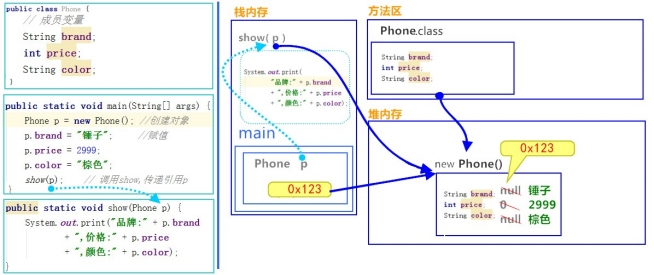 public class Phone {
// 成员变量
String brand;
int price;
String color;
}
public static void main(String[] args) {
Phone p = new Phone(); //创建对象
p.brand = "锤子"; //赋值
p.price = 2999;
p.color = "棕色";
show(p); // 调用show,传递引用p
}
public static void show(Phone p) {
System.out.print("品牌:" + p.brand
+ ",价格:" + p.price
+ ",颜色:" + p.color);
}
栈内存
show( p )
System.out.print(
"品牌:" + p.brand
+ ",价格:" + p.price
+ ",颜色:" + p.color);
main
Phone p
0x123
方法区
Phone.class
String brand;
int price;
String color;
堆内存
0x123
new Phone()
String brand; null 锤子
int price; 0 2999
String color; null 棕色